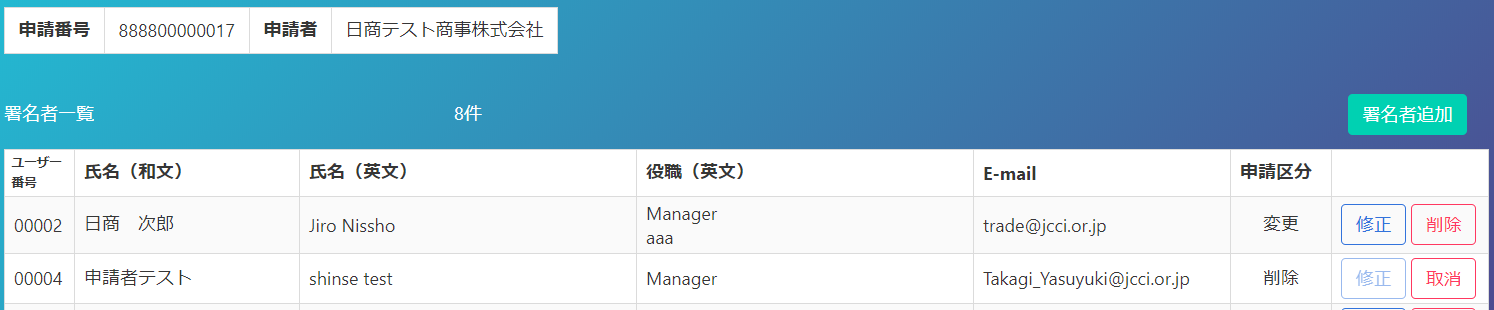 申請番号 888800000017 申請者 日商テスト商事株式会社
署名者一覧 8件 署名者追加
ユーザー
番号 氏名（和文） 氏名（英文） 役職（英文） E-mail 申請区分
00002 日商　次郎 Jiro Nissho Manager
aaa trade@jcci.or.jp 変更 修正 削除
00004 申請者テスト shinse test Manager Takagi_Yasuyuki@jcci.or.jp 削除 修正 取消